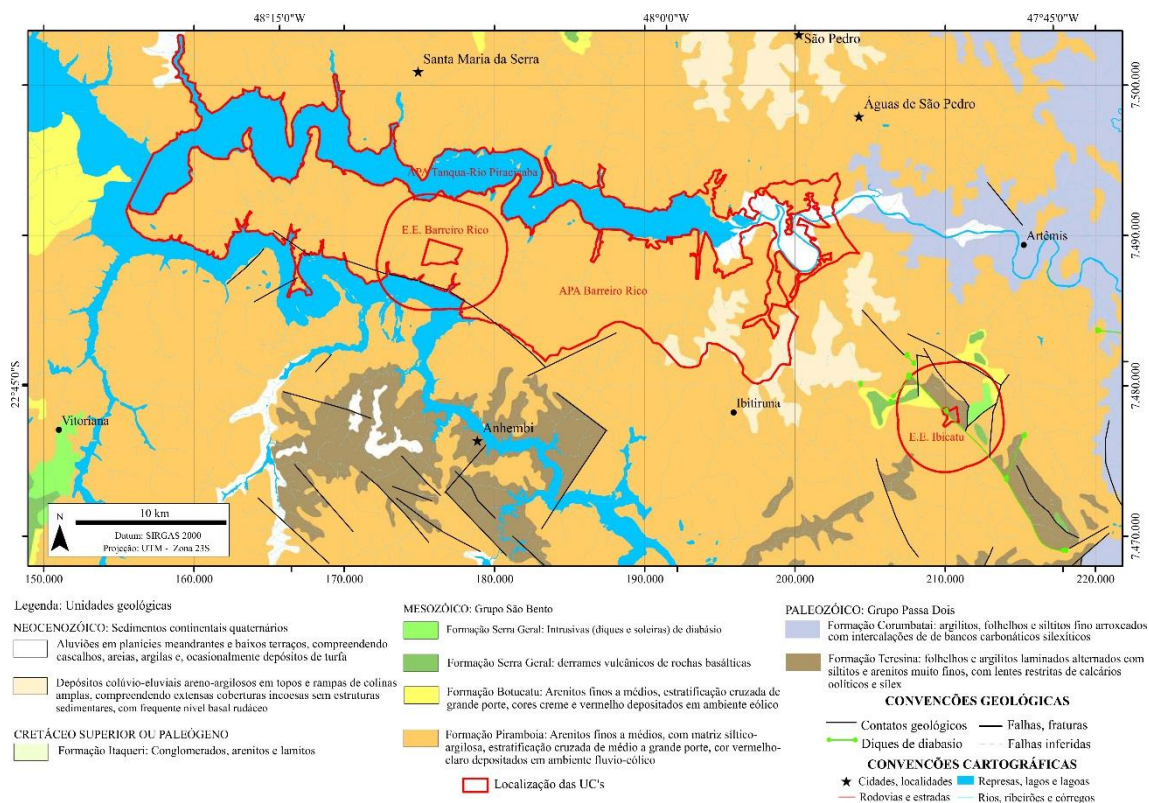 48°15'0"W
48°0'0"W
47°45'0"W
São Pedro
Santa Maria da Serra
7.500.000
Águas de São Pedro
APA Tanqua-Rio Piracicaba
E.E. Barreiro Rico
7.490.000
Artêmis
APA Barreiro Rico
22°45'0"S
7.480.000
Ibitiruna
Vitoriana
Anhembi
E.E. Ibicatu
N
10 km
Datum: SIRGAS 2000
Projeção: UTM - Zona 23S
7.470.000
150.000
160.000
170.000
180.000
190.000
200.000
210.000
220.000
Legenda: Unidades geológicas
NEOCENOZÓICO: Sedimentos continentais quaternários
Aluviões em planicies meandrantes e baixos terraços, compreendendo
cascalhos, areias, argilas e, ocasionalmente depósitos de turfa
Depósitos colúvio-eluviais areno-argilosos em topos e rampas de colinas
amplas, compreendendo extensas coberturas incoesas sem estruturas
sedimentares, com frequente nivel basal rudáceo
CRETÁCEO SUPERIOR OU PALEÓGENO
Formação Itaqueri: Conglomerados, arenitos e lamitos
MESOZÓICO: Grupo São Bento
Formação Serra Geral: Intrusivas (diques e soleiras) de diabásio
Formação Serra Geral: derrames vulcânicos de rochas basálticas
Formação Botucatu: Arenitos finos a médios, estratificação cruzada de
grande porte, cores creme e vermelho depositados em ambiente eólico
Formação Piramboia: Arenitos finos a médios, com matriz síltico-
argilosa, estratificação cruzada de médio a grande porte, cor vermelho-
claro depositados em ambiente fluvio-eólico
Localização das UC's
PALEOZÓICO: Grupo Passa Dois
Formação Corumbatai: argilitos, folhelhos e siltitos fino arroxeados
com intercalações de de bancos carbonáticos silexíticos
Formação Teresina: folhelhos e argilitos laminados alternados com
siltitos e arenitos muito finos, com lentes restritas de calcários
oolíticos e sílex
CONVENCÕES GEOLÓGICAS
Contatos geológicos
Falhas, fraturas
Diques de diabasio
Falhas inferidas
CONVENCÕES CARTOGRÁFICAS
Cidades, localidades
Represas, lagos e lagoas
Rodovias e estradas
Rios, ribeirões e córregos